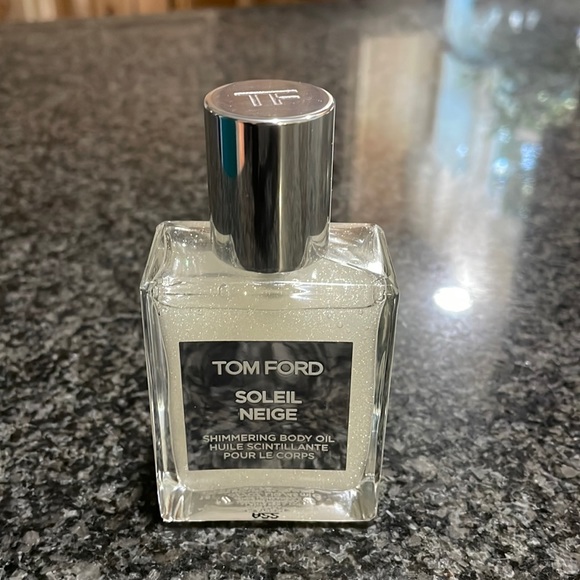 TF
TOM FORD
SOLEIL
NEIGE
SHIMMERING BODY OIL
HUILE SCINTILLANTE
POUR LE CORPS